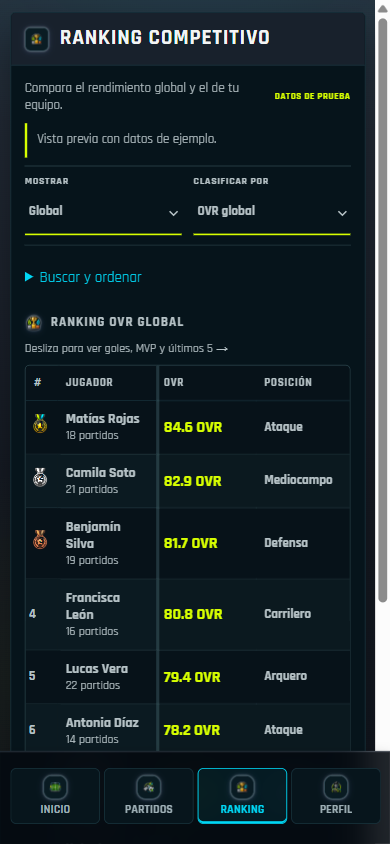 RANKING COMPETITIVO
Compara el rendimiento global y el de tu
equipo.
DATOS DE PRUEBA
Vista previa con datos de ejemplo.
MOSTRAR
CLASIFICAR POR
Global
OVR global
▶ Buscar y ordenar
RANKING OVR GLOBAL
Desliza para ver goles, MVP y últimos 5 →
# JUGADOR OVR POSICIÓN
Matías Rojas
18 partidos
84.6 OVR
Ataque
Camila Soto
21 partidos
82.9 OVR
Mediocampo
Benjamín
Silva
19 partidos
81.7 OVR
Defensa
4
Francisca
León
16 partidos
80.8 OVR
Carrilero
5
Lucas Vera
22 partidos
79.4 OVR
Arquero
6
Antonia Díaz
14 partidos
78.2 OVR
Ataque
INICIO
PARTIDOS
RANKING
PERFIL